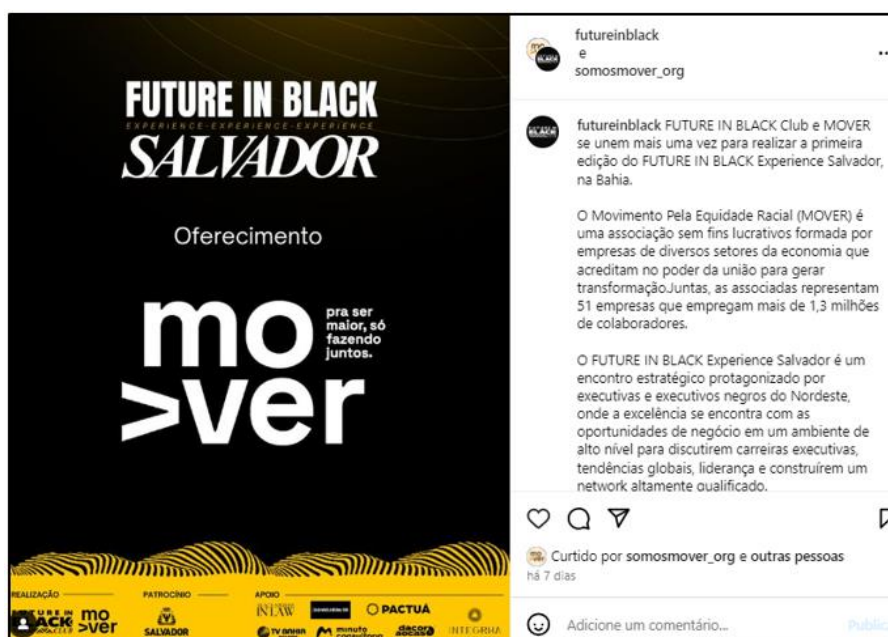 FUTURE IN BLACK
EXPERIENCE-EXPERIENCE-EXPERIENCE
SALVADOR
Oferecimento
mo
>ver
pra ser
maior, só
fazendo
juntos.
REALIZAÇÃO
PATROCÍNIO
SALVADOR
APOIO
PACTUÁ
TV BAHIA
minuto
INTEGRHA
mo
>ver
futureinblack
e
somosmover_org
futureinblack FUTURE IN BLACK Club e MOVER
se unem mais uma vez para realizar a primeira
edição do FUTURE IN BLACK Experience Salvador,
na Bahia.
O Movimento Pela Equidade Racial (MOVER) é
uma associação sem fins lucrativos formada por
empresas de diversos setores da economia que
acreditam no poder da união para gerar
transformação.Juntas, as associadas representam
51 empresas que empregam mais de 1,3 milhões
de colaboradores.
O FUTURE IN BLACK Experience Salvador é um
encontro estratégico protagonizado por
executivas e executivos negros do Nordeste,
onde a excelência se encontra com as
oportunidades de negócio em um ambiente de
alto nível para discutirem carreiras executivas,
tendências globais, liderança e construírem um
network altamente qualificado.
Curtido por somosmover_org e outras pessoas
há 7 dias
Adicione um comentário...